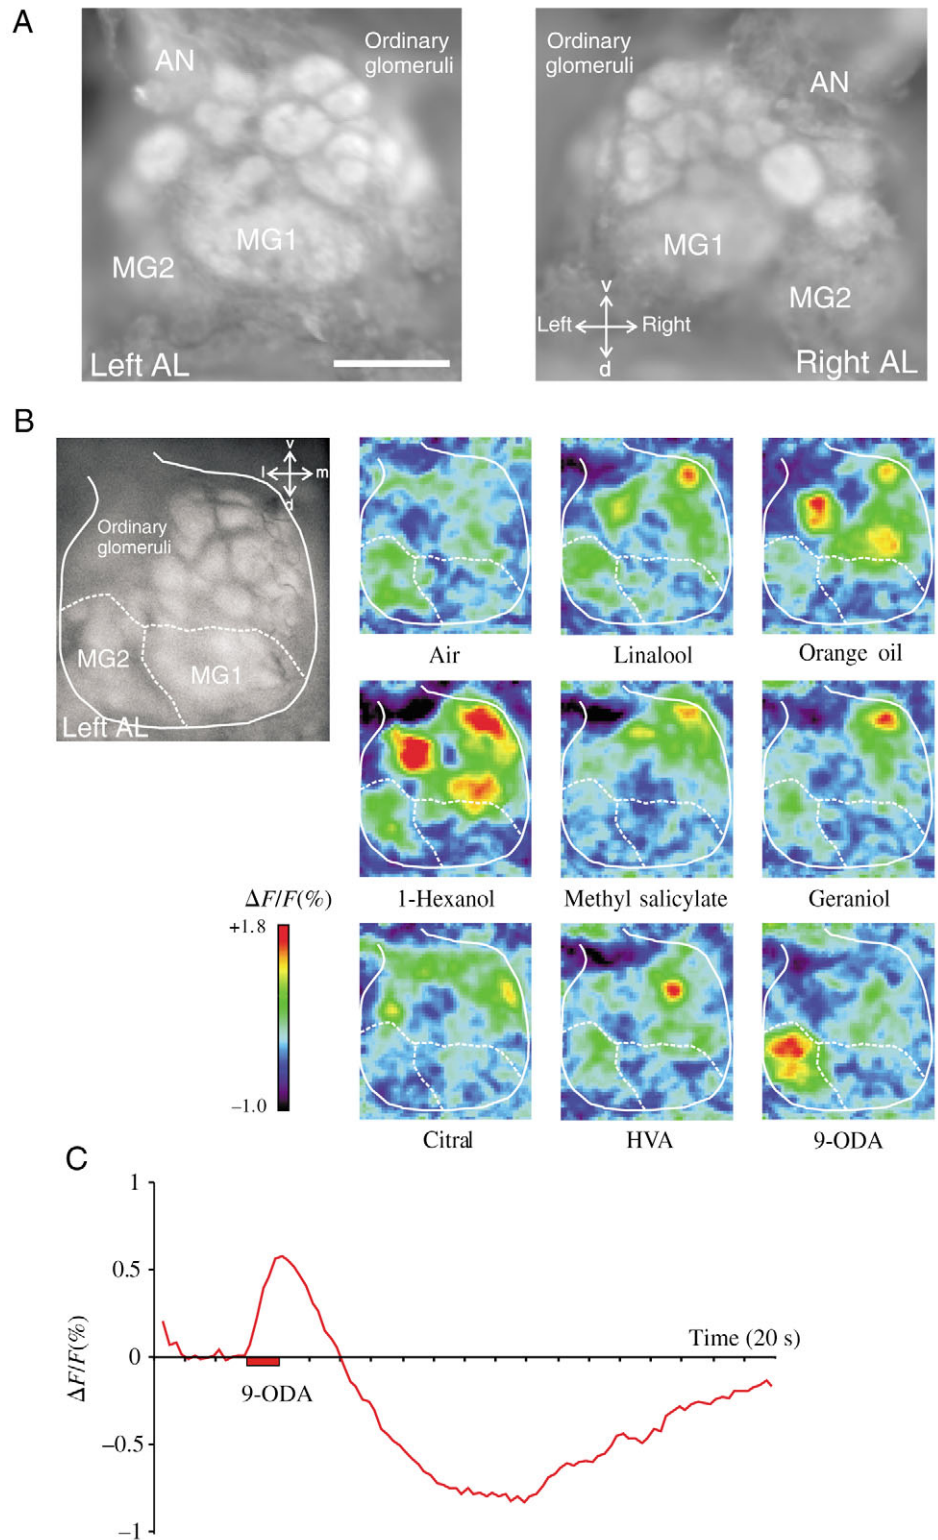 A
AN
Ordinary
glomeruli
MG1
MG2
Left AL
Ordinary
glomeruli
AN
MG1
MG2
v
Left
Right
d
Right AL
B
v
l
m
d
Ordinary
glomeruli
MG2
MG1
Left AL
Air
Linalool
Orange oil
1-Hexanol
Methyl salicylate
Geraniol
ΔF/F(%)
+1.8
–1.0
Citral
HVA
9-ODA
C
1
0.5
0
–0.5
–1
ΔF/F(%)
Time (20 s)
9-ODA